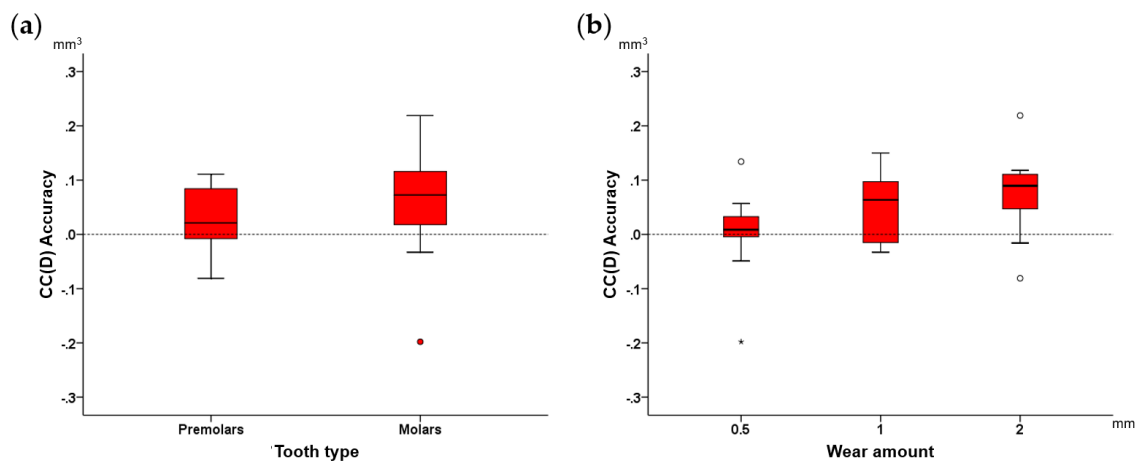 (a)
mm³
.3
.2
.1
.0
-.1
-.2
-.3
CC(D) Accuracy
Premolars Molars
Tooth type
(b)
mm³
.3
.2
.1
.0
-.1
-.2
-.3
CC(D) Accuracy
0.5 1 2 mm
Wear amount